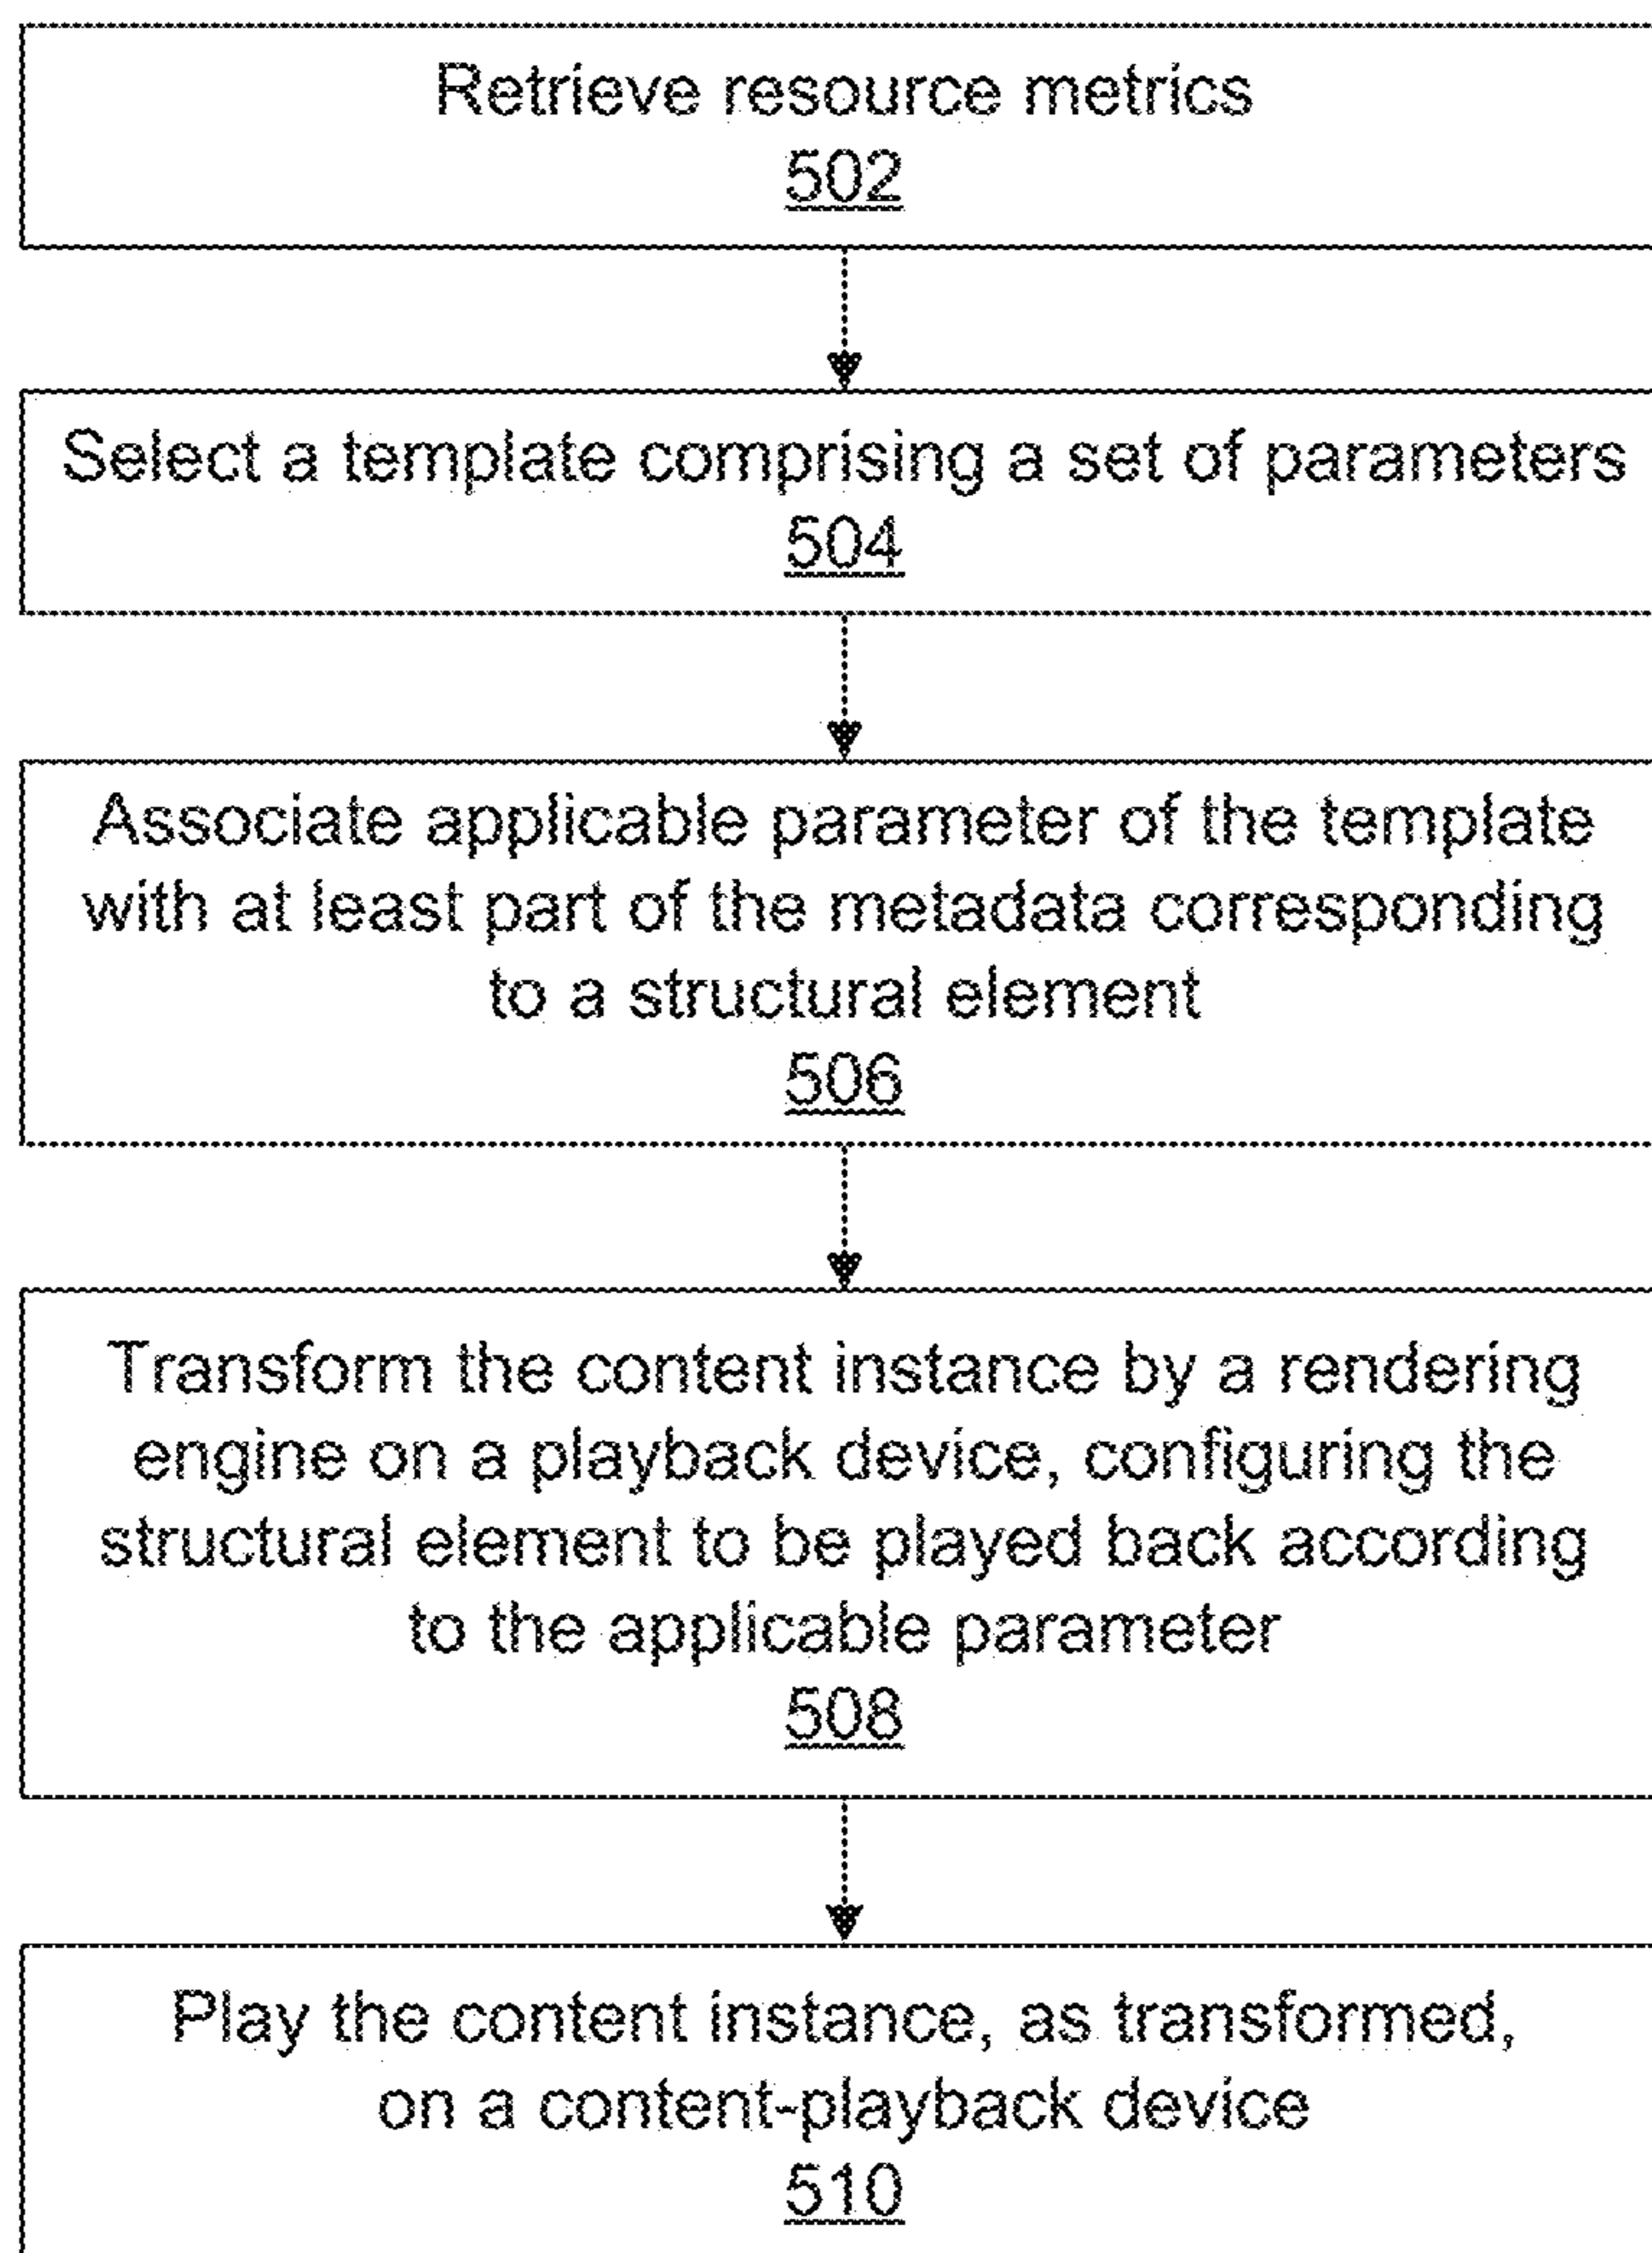 Retrieve resource metrics
502
Select a template comprising a set of parameters
504
Associate applicable parameter of the template
with at least part of the metadata corresponding
to a structural element
506
Transform the content instance by a rendering
engine on a playback device, configuring the
structural element to be played back according
to the applicable parameter
508
Play the content instance, as transformed,
on a content-playback device
510